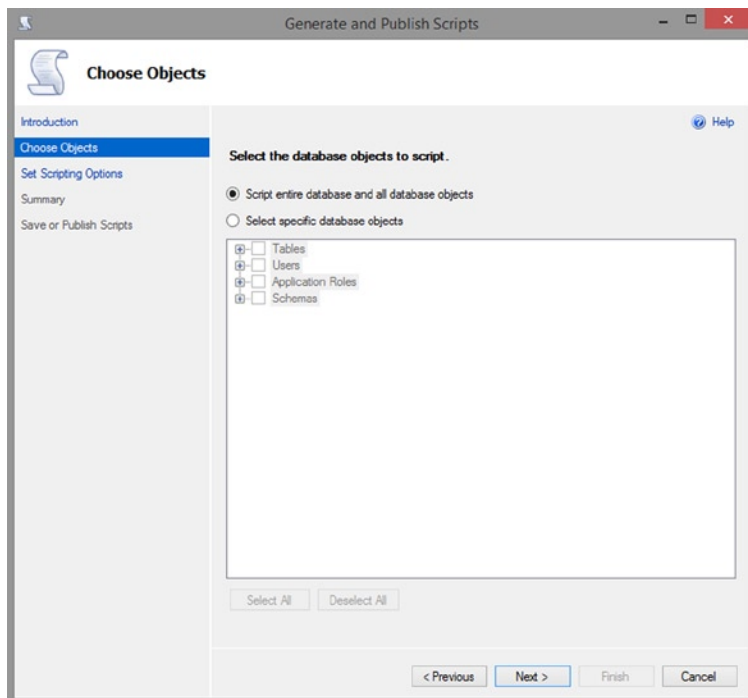 Generate and Publish Scripts
Choose Objects
Introduction
Choose Objects
Set Scripting Options
Summary
Save or Publish Scripts
Help
Select the database objects to script.
Script entire database and all database objects
Select specific database objects
Tables
Users
Application Roles
Schemas
Select All
Deselect All
< Previous
Next >
Finish
Cancel